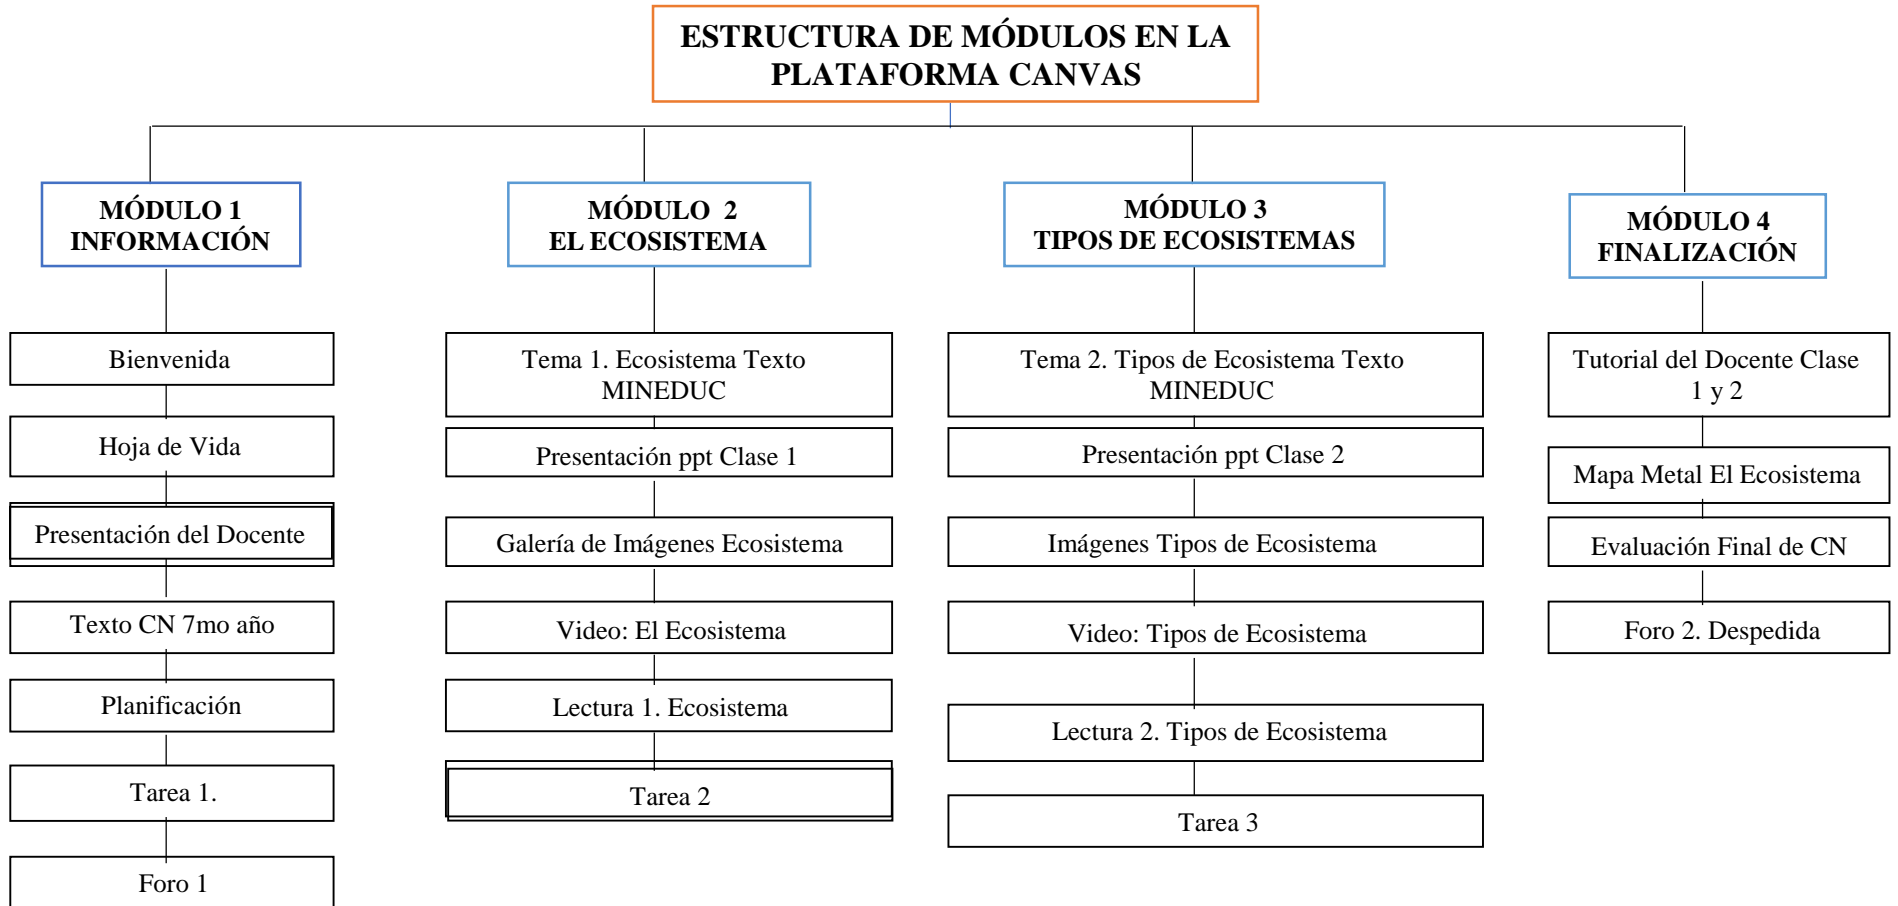 ESTRUCTURA DE MÓDULOS EN LA
PLATAFORMA CANVAS
MÓDULO 1
INFORMACIÓN
Bienvenida
Hoja de Vida
Presentación del Docente
Texto CN 7mo año
Planificación
Tarea 1.
Foro 1
MÓDULO 2
EL ECOSISTEMA
Tema 1. Ecosistema Texto
MINEDUC
Presentación ppt Clase 1
Galería de Imágenes Ecosistema
Video: El Ecosistema
Lectura 1. Ecosistema
Tarea 2
MÓDULO 3
TIPOS DE ECOSISTEMAS
Tema 2. Tipos de Ecosistema Texto
MINEDUC
Presentación ppt Clase 2
Imágenes Tipos de Ecosistema
Video: Tipos de Ecosistema
Lectura 2. Tipos de Ecosistema
Tarea 3
MÓDULO 4
FINALIZACIÓN
Tutorial del Docente Clase
1 y 2
Mapa Metal El Ecosistema
Evaluación Final de CN
Foro 2. Despedida